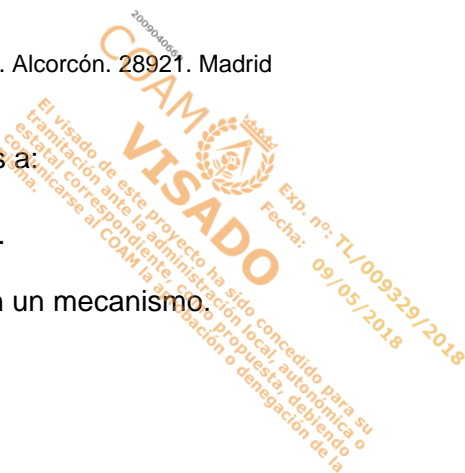 2009040669
. Alcorcón. 28921. Madrid
COAM
s a:
VISADO
Exp. nº: TL/009329/2018
Fecha: 09/05/2018
.
n un mecanismo.
El visado de este proyecto ha sido concedido para su
tramitación ante la administración local, autonómica o
estatal correspondiente, como propuesta, debiendo
comunicarse al COAM la aprobación o denegación de la
misma.